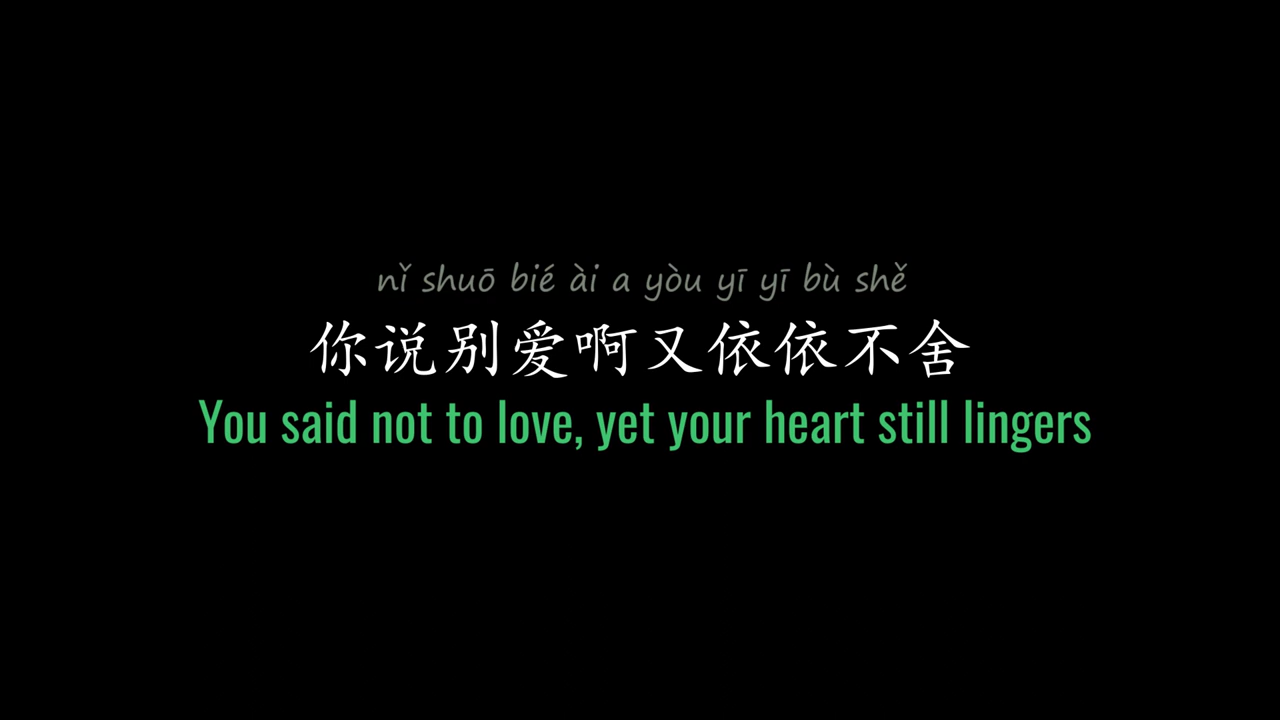 nǐ shuō bié ài a yòu yī yī bù shě
你说别爱啊又依依不舍
You said not to love, yet your heart still lingers